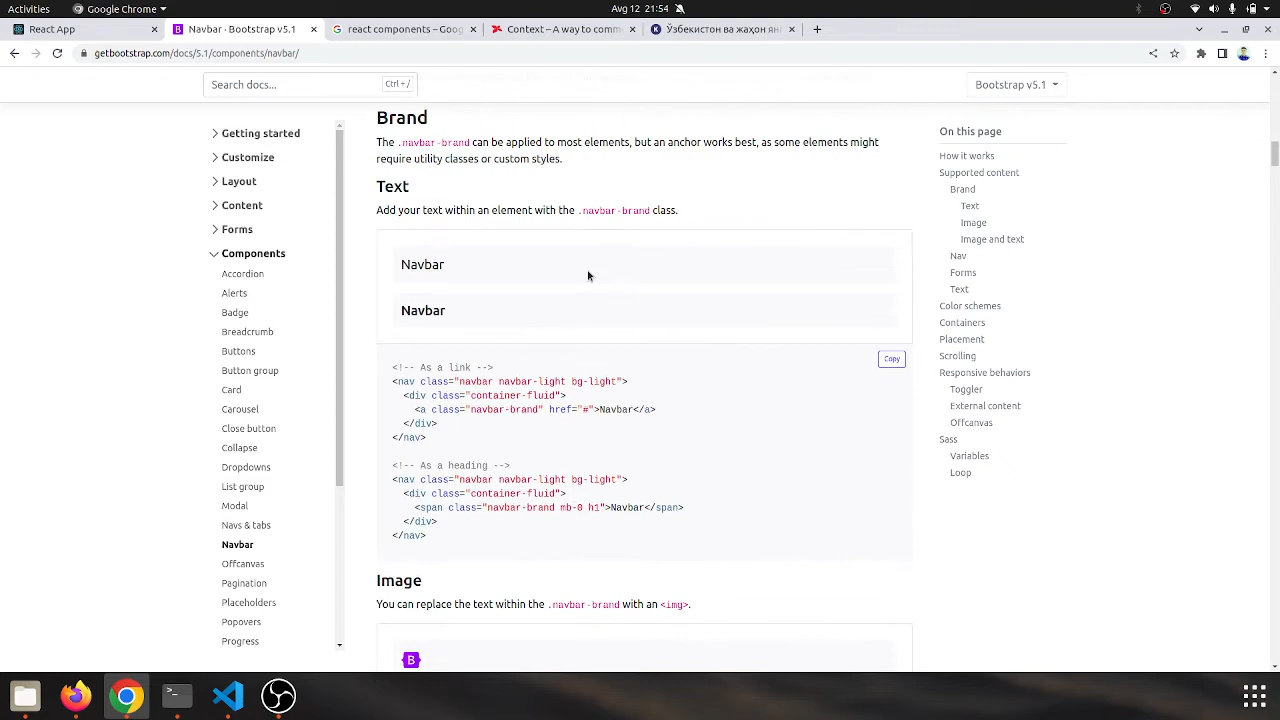 Activities
Google Chrome
Aug 12, 21:54
React App
Navbar · Bootstrap v5.1
react components – Goog
Context – A way to comm
Ўзбекистон ва жаҳон янг
getbootstrap.com/docs/5.1/components/navbar/
Search docs...
Ctrl + /
Bootstrap v5.1
Getting started
Customize
Layout
Content
Forms
Components
Accordion
Alerts
Badge
Breadcrumb
Buttons
Button group
Card
Carousel
Close button
Collapse
Dropdowns
List group
Modal
Navs & tabs
Navbar
Offcanvas
Pagination
Placeholders
Popovers
Progress
Brand
The .navbar-brand can be applied to most elements, but an anchor works best, as some elements might
require utility classes or custom styles.
Text
Add your text within an element with the .navbar-brand class.
Navbar
Navbar
Copy
<!-- As a link -->
<nav class="navbar navbar-light bg-light">
<div class="container-fluid">
<a class="navbar-brand" href="#">Navbar</a>
</div>
</nav>
<!-- As a heading -->
<nav class="navbar navbar-light bg-light">
<div class="container-fluid">
<span class="navbar-brand mb-0 h1">Navbar</span>
</div>
</nav>
Image
You can replace the text within the .navbar-brand with an <img>.
B
On this page
How it works
Supported content
Brand
Text
Image
Image and text
Nav
Forms
Text
Color schemes
Containers
Placement
Scrolling
Responsive behaviors
Toggler
External content
Offcanvas
Sass
Variables
Loop